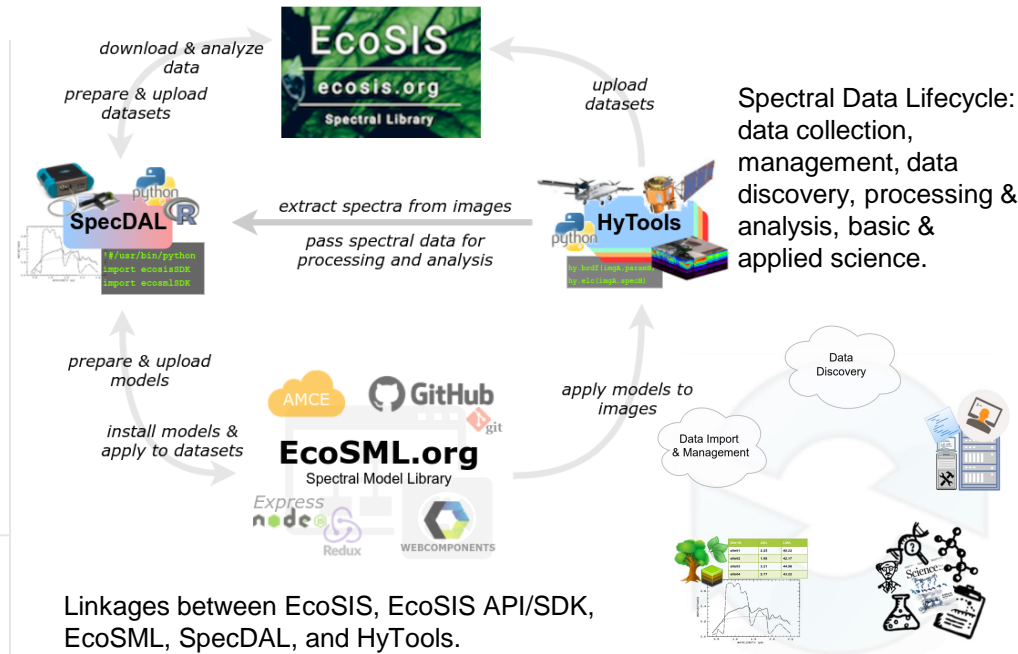 download & analyze
data
prepare & upload
datasets
EcoSIS
ecosis.org
Spectral Library
upload
datasets
Spectral Data Lifecycle:
data collection,
management, data
discovery, processing &
analysis, basic &
applied science.
python
SpecDAL
R
!#/usr/bin/python
import ecosisSDK
import ecosmlSDK
extract spectra from images
pass spectral data for
processing and analysis
python
HyTools
prepare & upload
models
install models &
apply to datasets
AMCE
GitHub
git
EcoSML.org
Spectral Model Library
Express
node
JS
Redux
WEBCOMPONENTS
apply models to
images
Data
Discovery
Data Import
& Management
Science
Linkages between EcoSIS, EcoSIS API/SDK,
EcoSML, SpecDAL, and HyTools.